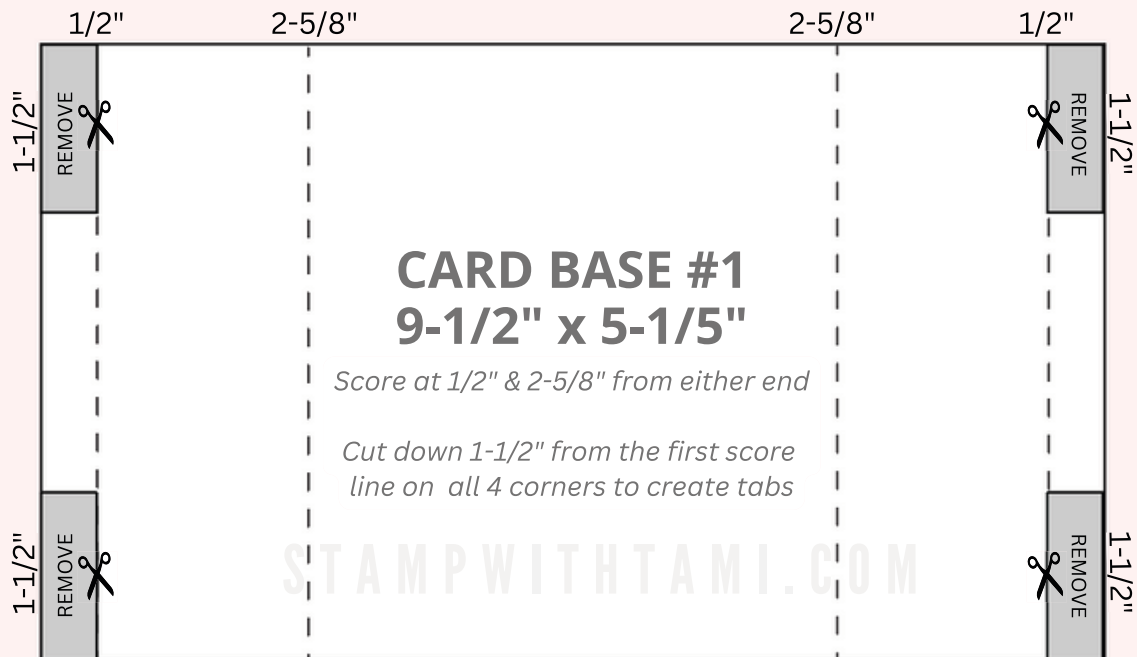 1/2" 2-5/8" 2-5/8" 1/2"
1-1/2"
REMOVE
REMOVE
1-1/2"
CARD BASE #1
9-1/2" x 5-1/5"
Score at 1/2" & 2-5/8" from either end
Cut down 1-1/2" from the first score
line on all 4 corners to create tabs
STAMPWITHTAMI.COM
1-1/2"
REMOVE
REMOVE
1-1/2"